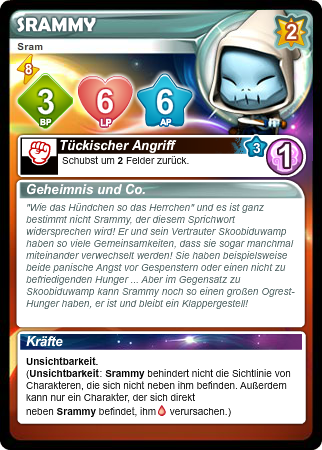 SRAMMY
2
Sram
8
3
BP
6
LP
6
AP
Tückischer Angriff
3
Schubst um 2 Felder zurück.
1
Geheimnis und Co.
"Wie das Hündchen so das Herrchen" und es ist ganz
bestimmt nicht Srammy, der diesem Sprichwort
widersprechen wird! Er und sein Vertrauter Skoobiduwamp
haben so viele Gemeinsamkeiten, dass sie sogar manchmal
miteinander verwechselt werden! Sie haben beispielsweise
beide panische Angst vor Gespenstern oder einen nicht zu
befriedigenden Hunger ... Aber im Gegensatz zu
Skoobiduwamp kann Srammy noch so einen großen Ogrest-
Hunger haben, er ist und bleibt ein Klappergestell!
Kräfte
Unsichtbarkeit.
(Unsichtbarkeit: Srammy behindert nicht die Sichtlinie von
Charakteren, die sich nicht neben ihm befinden. Außerdem
kann nur ein Charakter, der sich direkt
neben Srammy befindet, ihm verursachen.)